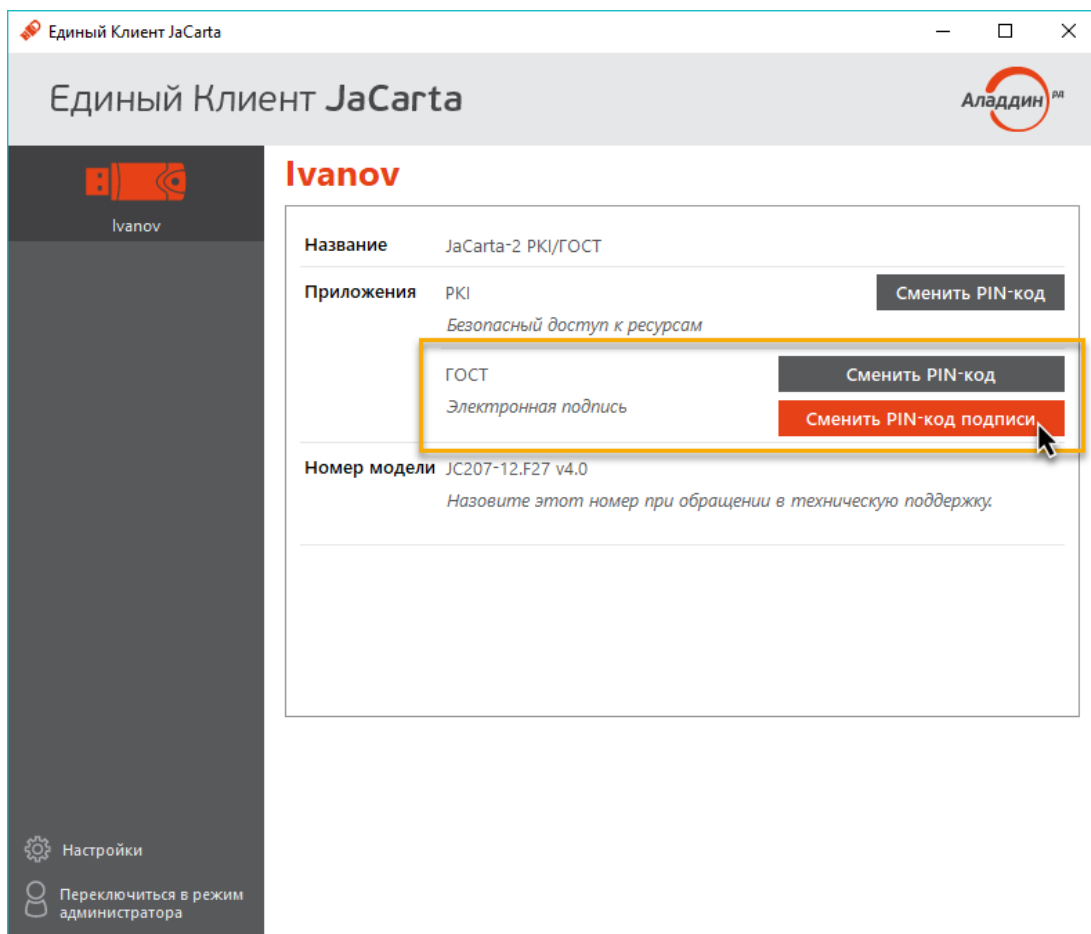 Единый Клиент JaCarta
Единый Клиент JaCarta
Аладдин РД
Ivanov
Ivanov
Название JaCarta-2 PKI/ГОСТ
Приложения PKI Сменить PIN-код
Безопасный доступ к ресурсам
ГОСТ Сменить PIN-код
Электронная подпись Сменить PIN-код подписи
Номер модели JC207-12.F27 v4.0
Назовите этот номер при обращении в техническую поддержку.
Настройки
Переключиться в режим
администратора